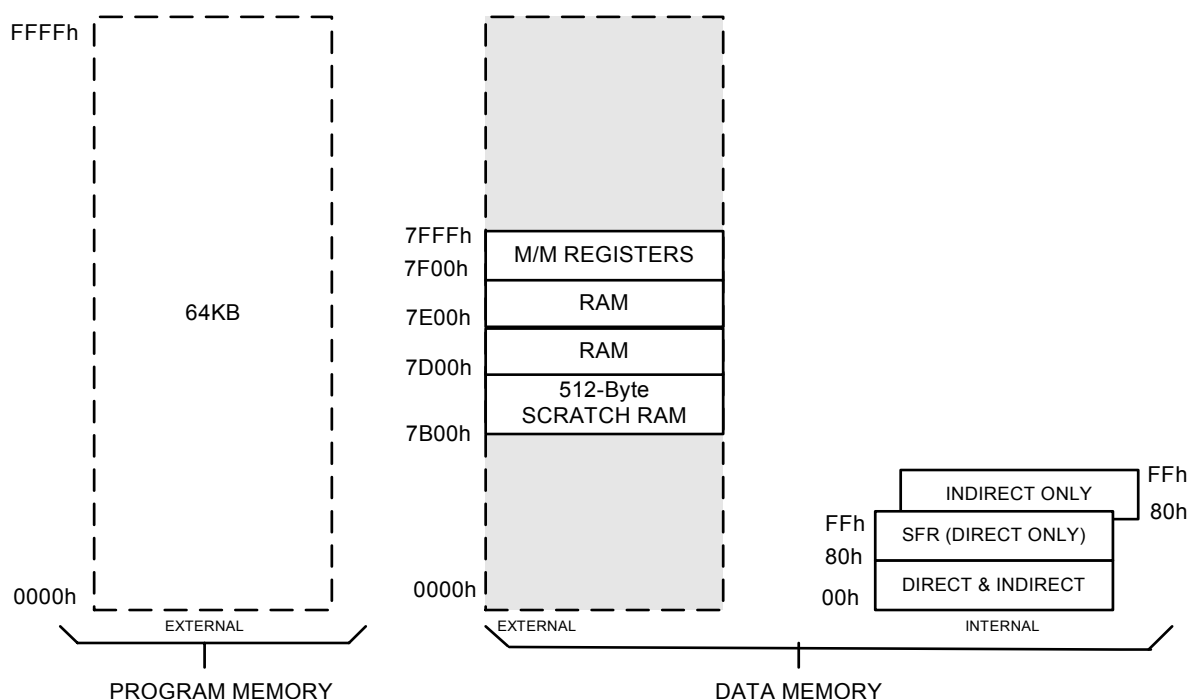 FFFFh
64KB
0000h
EXTERNAL
PROGRAM MEMORY
7FFFh
M/M REGISTERS
7F00h
RAM
7E00h
RAM
7D00h
512-Byte
SCRATCH RAM
7B00h
0000h
EXTERNAL
INDIRECT ONLY
FFh
80h
FFh
SFR (DIRECT ONLY)
80h
DIRECT & INDIRECT
00h
INTERNAL
DATA MEMORY